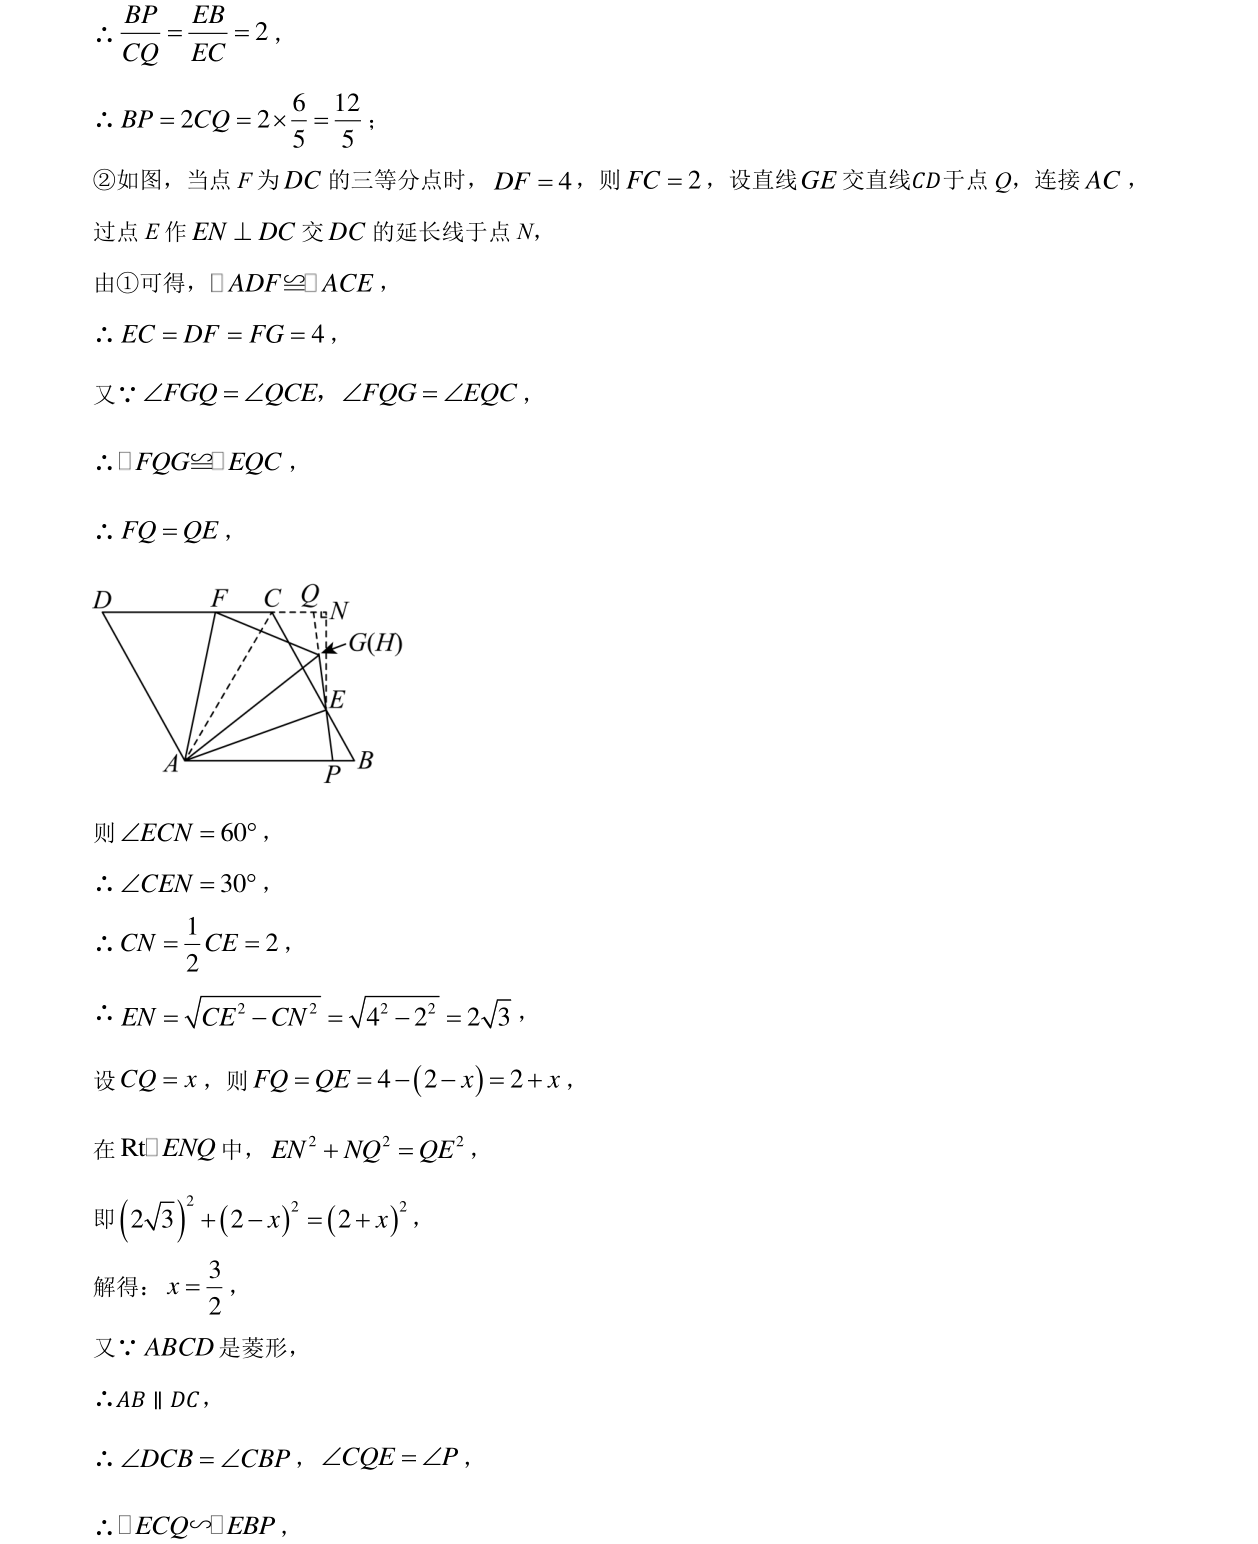 ∴ BP/CQ = EB/EC = 2，
∴ BP = 2CQ = 2×6/5 = 12/5；
②如图，当点 F 为 DC 的三等分点时， DF = 4，则 FC = 2，设直线 GE 交直线CD于点 Q，连接 AC，
过点 E 作 EN ⊥ DC 交 DC 的延长线于点 N，
由①可得，□ADF≌□ACE，
∴ EC = DF = FG = 4，
又∵ ∠FGQ = ∠QCE，∠FQG = ∠EQC，
∴□FQG≌□EQC，
∴ FQ = QE，
D F C Q N
G(H)
E
A P B
则 ∠ECN = 60°，
∴ ∠CEN = 30°，
∴ CN = 1/2 CE = 2，
∴ EN = √(CE² − CN²) = √(4² − 2²) = 2√3，
设 CQ = x，则 FQ = QE = 4−(2−x) = 2+x，
在 Rt□ENQ 中， EN² + NQ² = QE²，
即 (2√3)² + (2−x)² = (2+x)²，
解得： x = 3/2，
又∵ ABCD 是菱形，
∴AB ∥ DC，
∴ ∠DCB = ∠CBP，∠CQE = ∠P，
∴□ECQ∽□EBP，